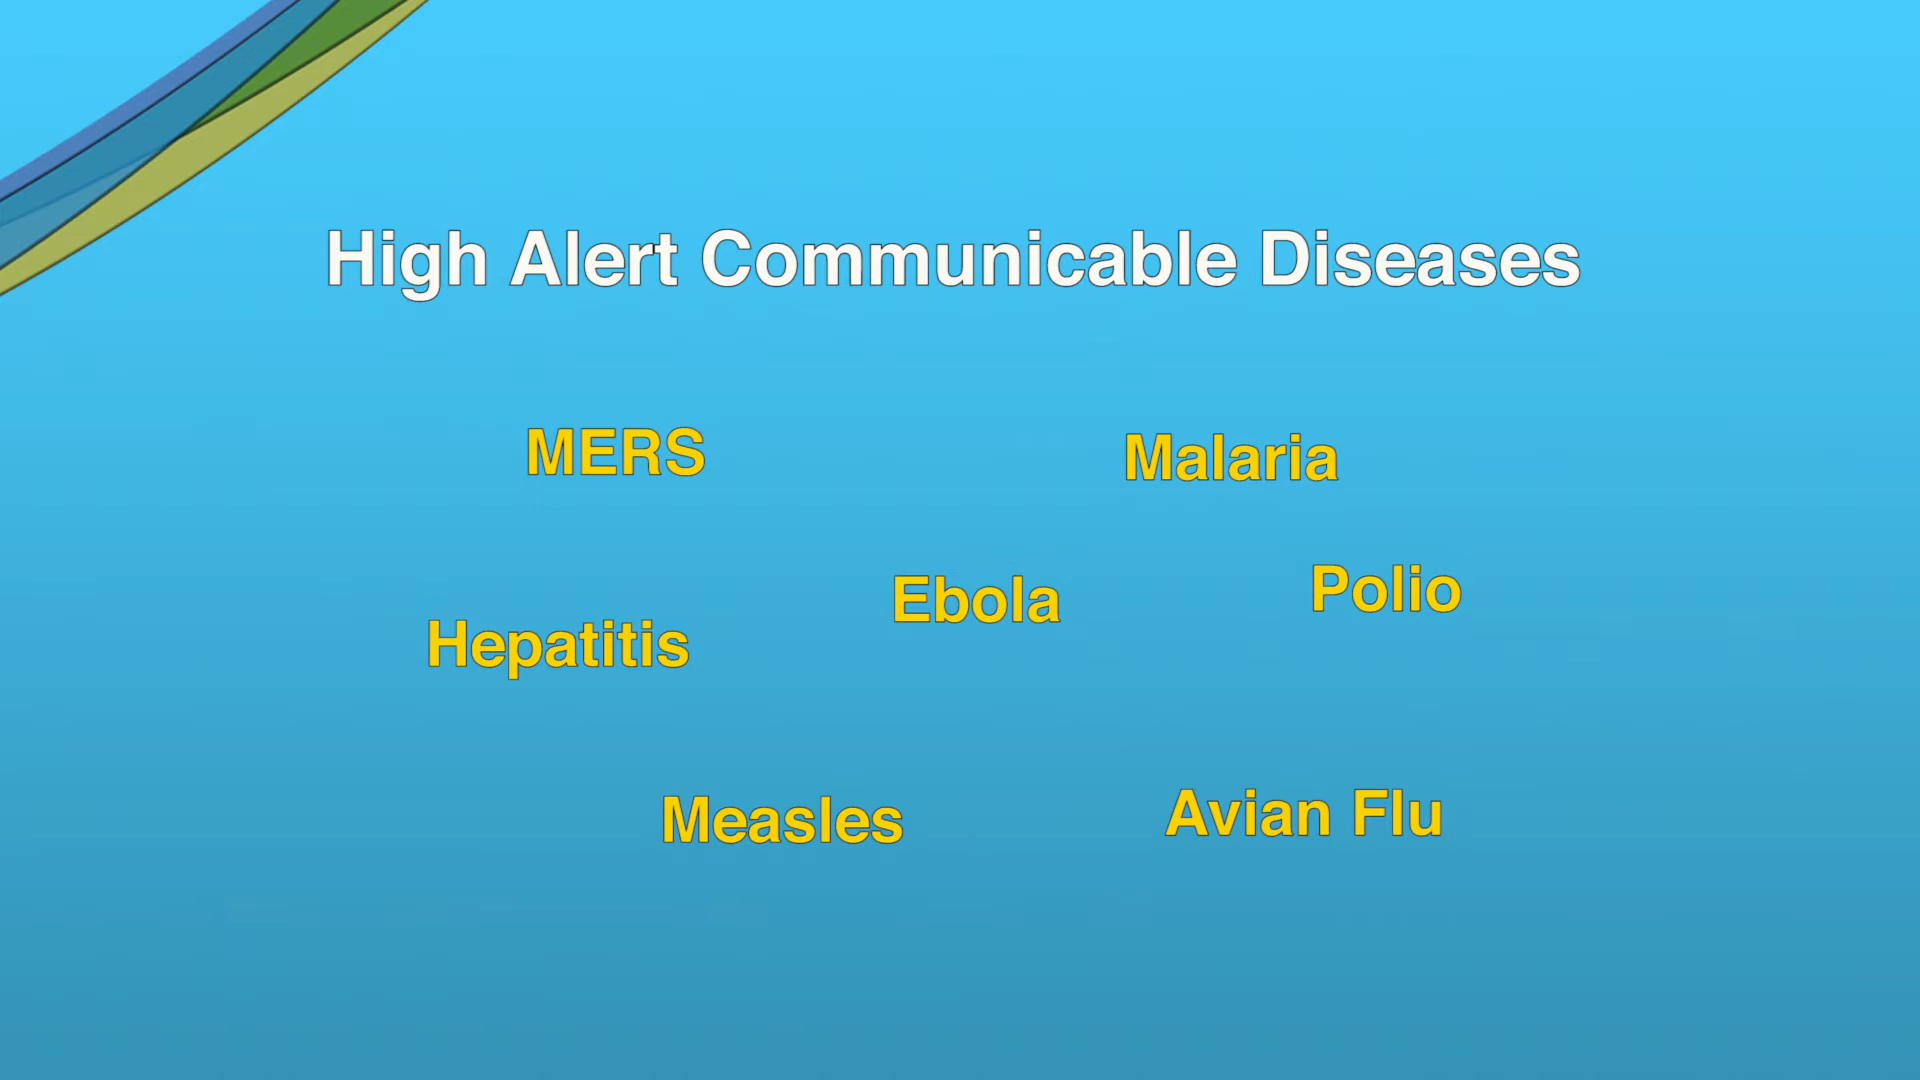 High Alert Communicable Diseases
MERS
Malaria
Ebola
Polio
Hepatitis
Measles
Avian Flu